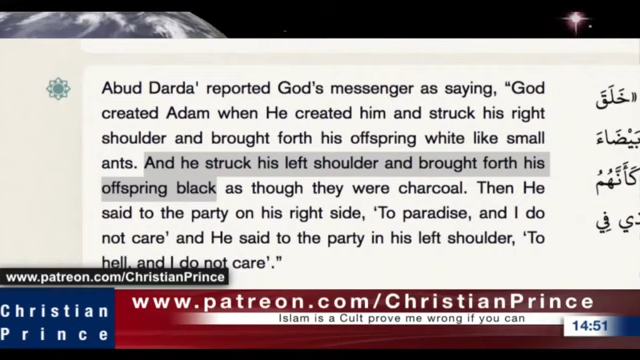 Abud Darda' reported God's messenger as saying, “God
created Adam when He created him and struck his right
shoulder and brought forth his offspring white like small
ants. And he struck his left shoulder and brought forth his
offspring black as though they were charcoal. Then He
said to the party on his right side, ‘To paradise, and I do
not care’ and He said to the party in his left shoulder, ‘To
hell, and I do not care’.”
«خَلَقَ
بَيْضَاءَ
كَأَنَّهُمُ
فِي
www.patreon.com/ChristianPrince
Christian
Prince
www.patreon.com/ChristianPrince
Islam is a Cult prove me wrong if you can
14:51